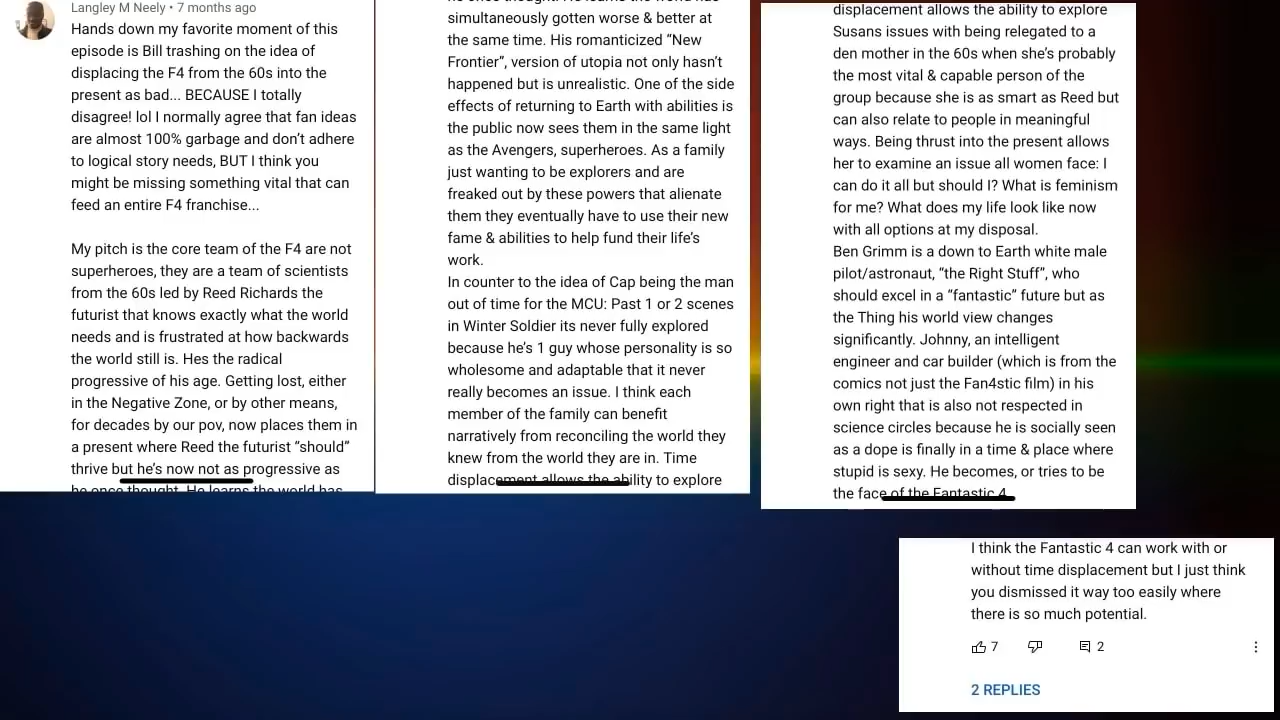 Langley M Neely • 7 months ago
Hands down my favorite moment of this
episode is Bill trashing on the idea of
displacing the F4 from the 60s into the
present as bad... BECAUSE I totally
disagree! lol I normally agree that fan ideas
are almost 100% garbage and don't adhere
to logical story needs, BUT I think you
might be missing something vital that can
feed an entire F4 franchise...
My pitch is the core team of the F4 are not
superheroes, they are a team of scientists
from the 60s led by Reed Richards the
futurist that knows exactly what the world
needs and is frustrated at how backwards
the world still is. Hes the radical
progressive of his age. Getting lost, either
in the Negative Zone, or by other means,
for decades by our pov, now places them in
a present where Reed the futurist “should”
thrive but he's now not as progressive as
he once thought. He learns the world has
he once thought. He learns the world has
simultaneously gotten worse & better at
the same time. His romanticized “New
Frontier”, version of utopia not only hasn't
happened but is unrealistic. One of the side
effects of returning to Earth with abilities is
the public now sees them in the same light
as the Avengers, superheroes. As a family
just wanting to be explorers and are
freaked out by these powers that alienate
them they eventually have to use their new
fame & abilities to help fund their life's
work.
In counter to the idea of Cap being the man
out of time for the MCU: Past 1 or 2 scenes
in Winter Soldier its never fully explored
because he's 1 guy whose personality is so
wholesome and adaptable that it never
really becomes an issue. I think each
member of the family can benefit
narratively from reconciling the world they
knew from the world they are in. Time
displacement allows the ability to explore
displacement allows the ability to explore
Susans issues with being relegated to a
den mother in the 60s when she's probably
the most vital & capable person of the
group because she is as smart as Reed but
can also relate to people in meaningful
ways. Being thrust into the present allows
her to examine an issue all women face: I
can do it all but should I? What is feminism
for me? What does my life look like now
with all options at my disposal.
Ben Grimm is a down to Earth white male
pilot/astronaut, “the Right Stuff”, who
should excel in a “fantastic” future but as
the Thing his world view changes
significantly. Johnny, an intelligent
engineer and car builder (which is from the
comics not just the Fan4stic film) in his
own right that is also not respected in
science circles because he is socially seen
as a dope is finally in a time & place where
stupid is sexy. He becomes, or tries to be
the face of the Fantastic 4.
I think the Fantastic 4 can work with or
without time displacement but I just think
you dismissed it way too easily where
there is so much potential.
7 2
2 REPLIES